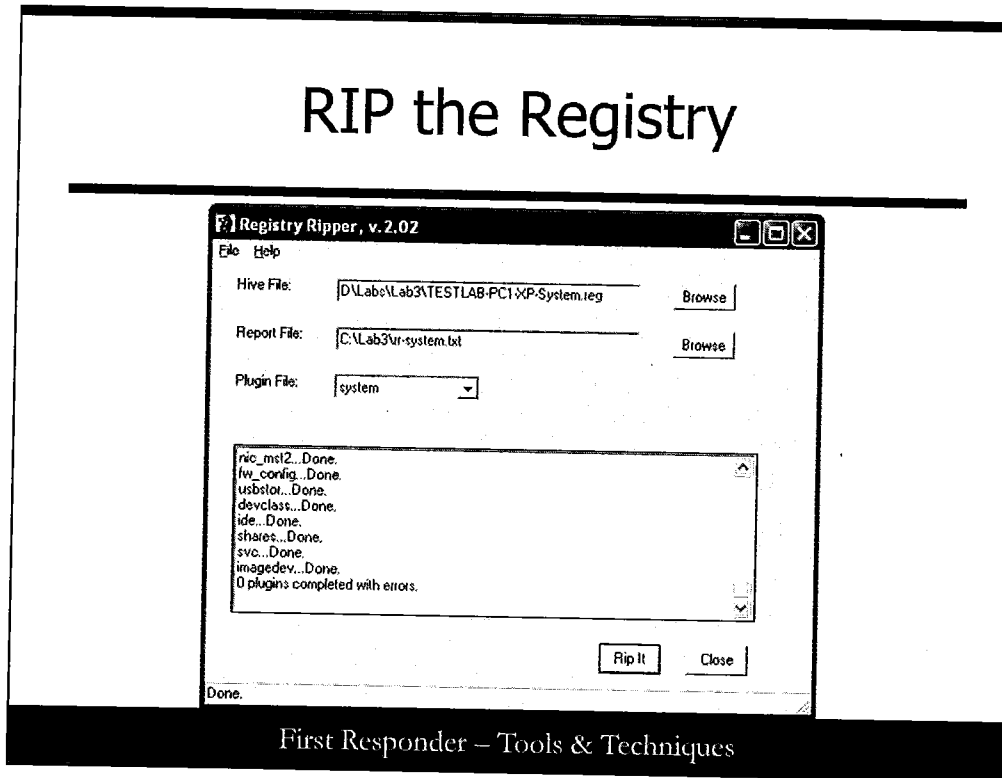 RIP the Registry
Registry Ripper, v.2.02
File Help
Hive File: D\Labs\Lab3\TESTLAB-PC1-XP-System.reg Browse
Report File: C:\Lab3\rr-system.txt Browse
Plugin File: system
nic_mst2...Done.
fw_config...Done.
usbstor...Done.
devclass...Done.
ide...Done.
shares...Done.
svc...Done.
imagedev...Done.
0 plugins completed with errors.
Rip It Close
Done.
First Responder – Tools & Techniques